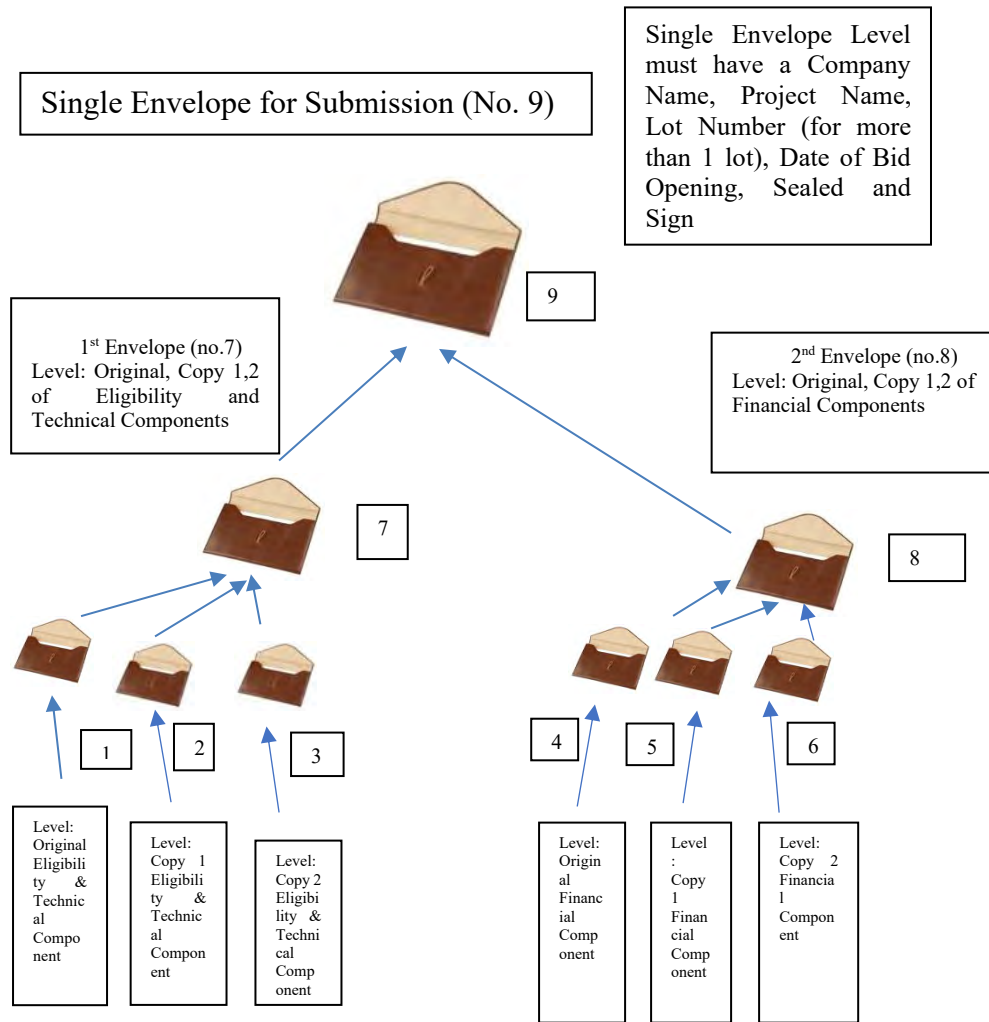 Single Envelope Level
must have a Company
Name, Project Name,
Lot Number (for more
than 1 lot), Date of Bid
Opening, Sealed and
Sign
Single Envelope for Submission (No. 9)
9
1st Envelope (no.7)
Level: Original, Copy 1,2
of Eligibility and
Technical Components
2nd Envelope (no.8)
Level: Original, Copy 1,2 of
Financial Components
7
8
1
2
3
4
5
6
Level:
Original
Eligibili
ty &
Technic
al
Compo
nent
Level:
Copy 1
Eligibili
ty &
Technic
al
Compon
ent
Level:
Copy 2
Eligibi
lity &
Techni
cal
Comp
onent
Level:
Origin
al
Financ
ial
Comp
onent
Level
:
Copy
1
Finan
cial
Comp
onent
Level:
Copy 2
Financia
l
Compon
ent